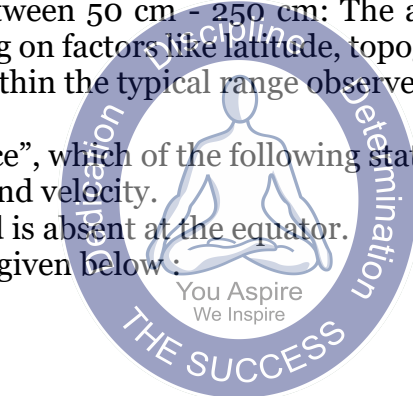 tween 50 cm - 250 cm: The a
g on factors like latitude, topo
thin the typical range observe
ce”, which of the following stat
nd velocity.
l is absent at the equator.
given below :
Dedication
Discipline
Determination
You Aspire
We Inspire
THE SUCCESS